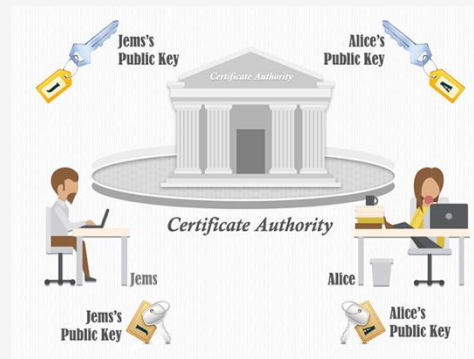 Jems's
Public Key
Alice's
Public Key
J
A
Certificate Authority
Certificate Authority
Jems
Alice
Jems's
Public Key
J
A
Alice's
Public Key